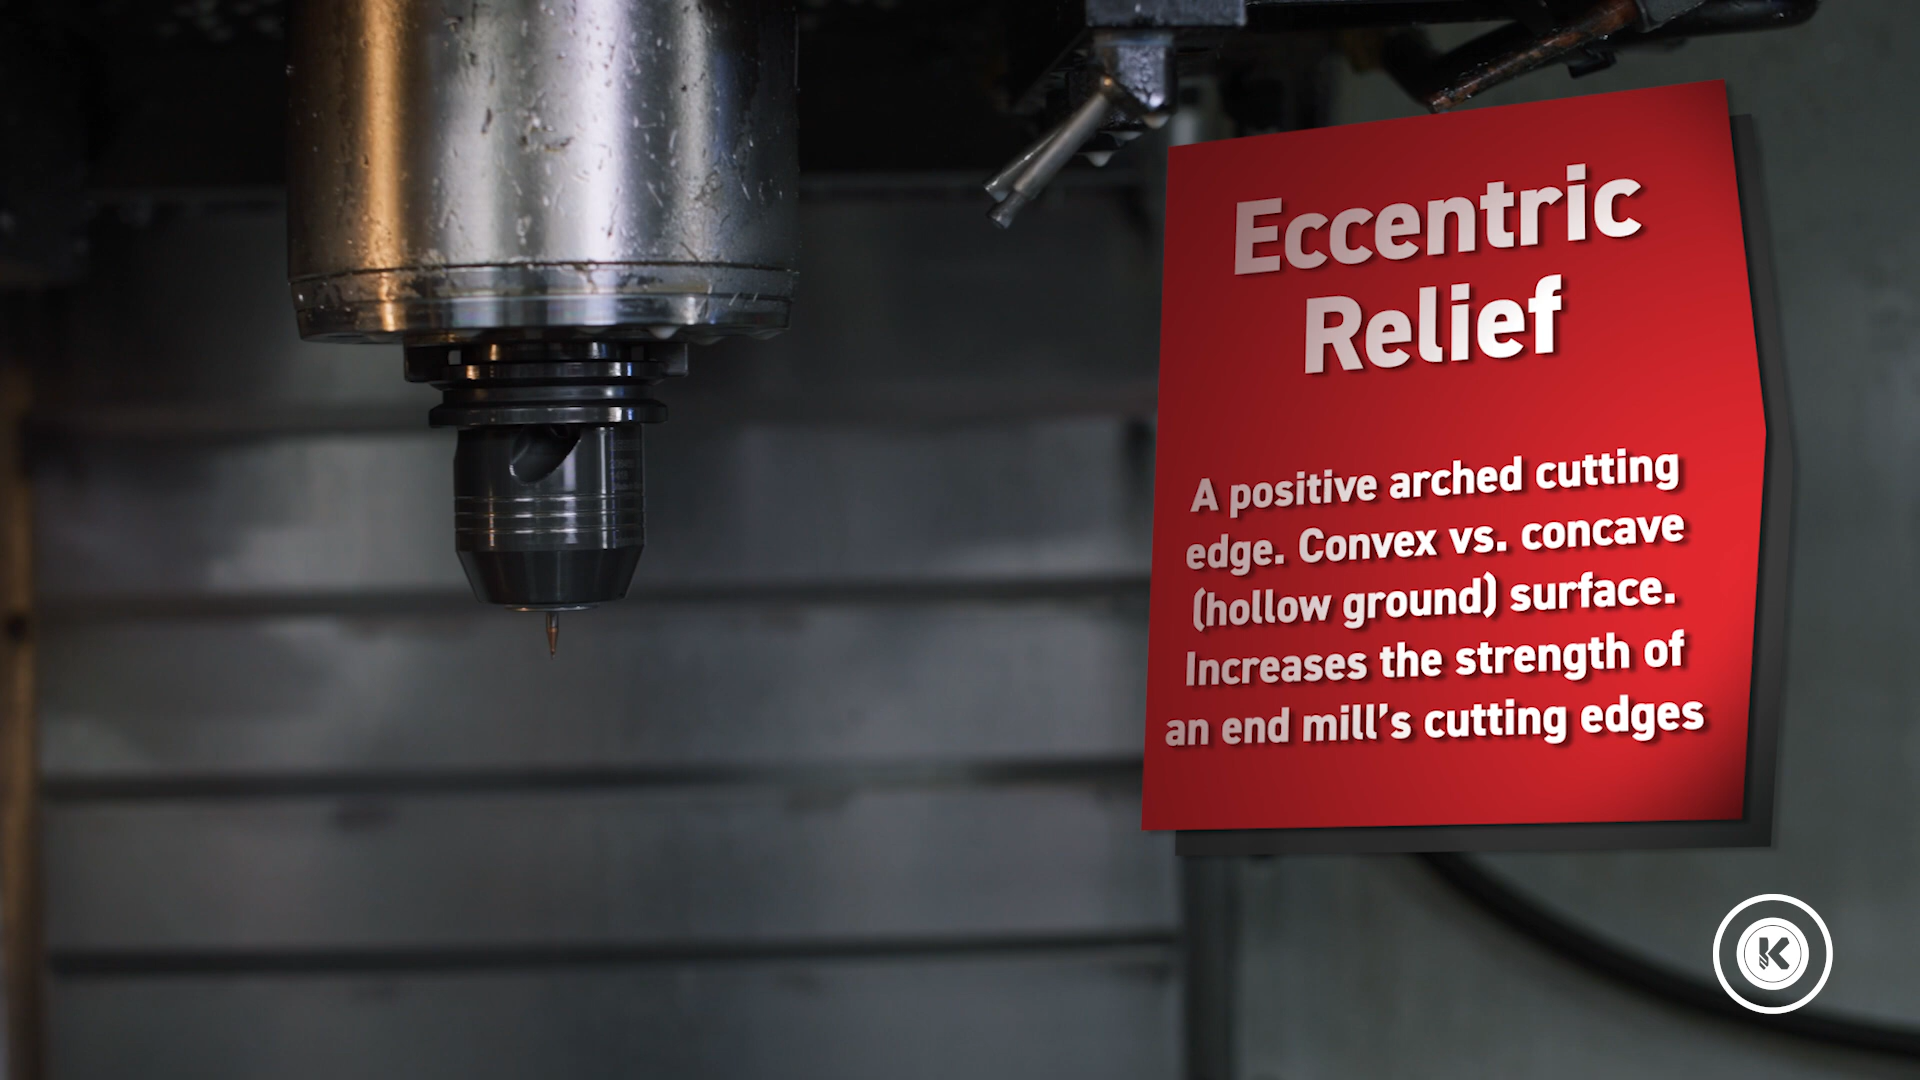 Eccentric
Relief
A positive arched cutting
edge. Convex vs. concave
(hollow ground) surface.
Increases the strength of
an end mill’s cutting edges
K